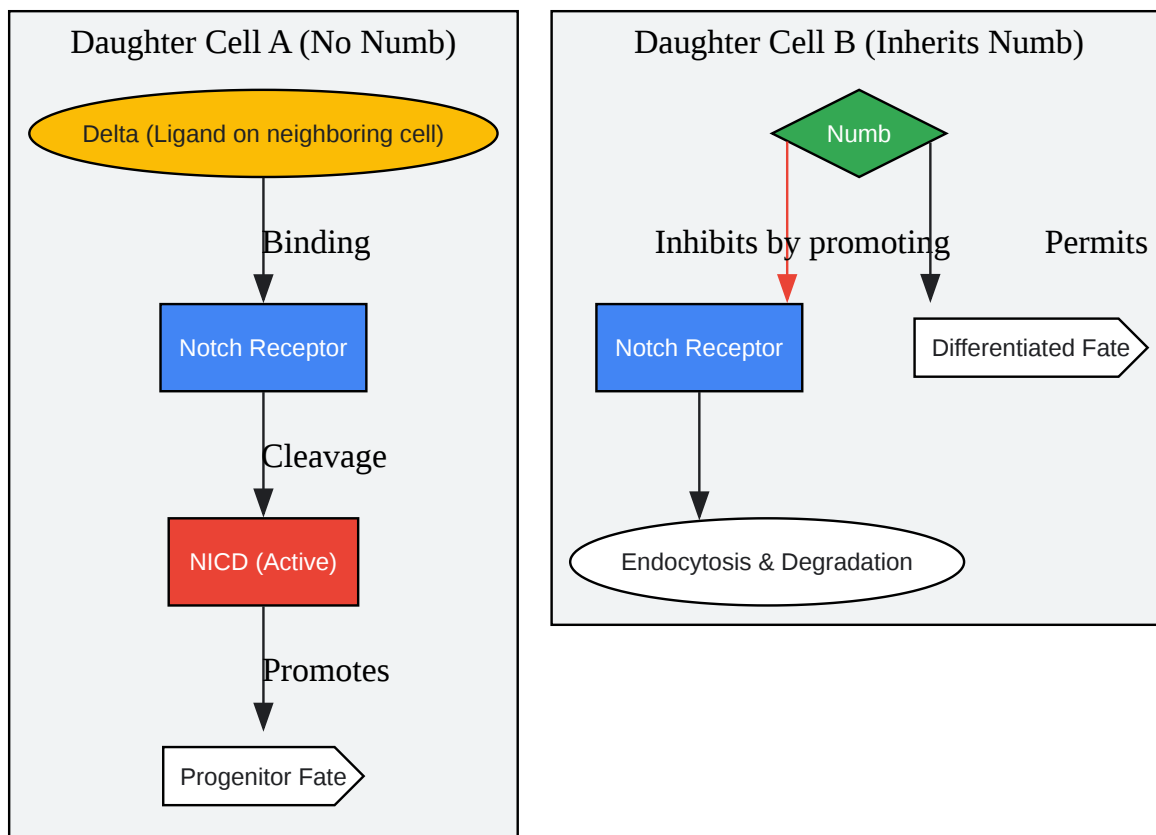 Daughter Cell A (No Numb)
Delta (Ligand on neighboring cell)
Binding
Notch Receptor
Cleavage
NICD (Active)
Promotes
Progenitor Fate
Daughter Cell B (Inherits Numb)
Numb
Inhibits by promoting
Permits
Notch Receptor
Differentiated Fate
Endocytosis & Degradation